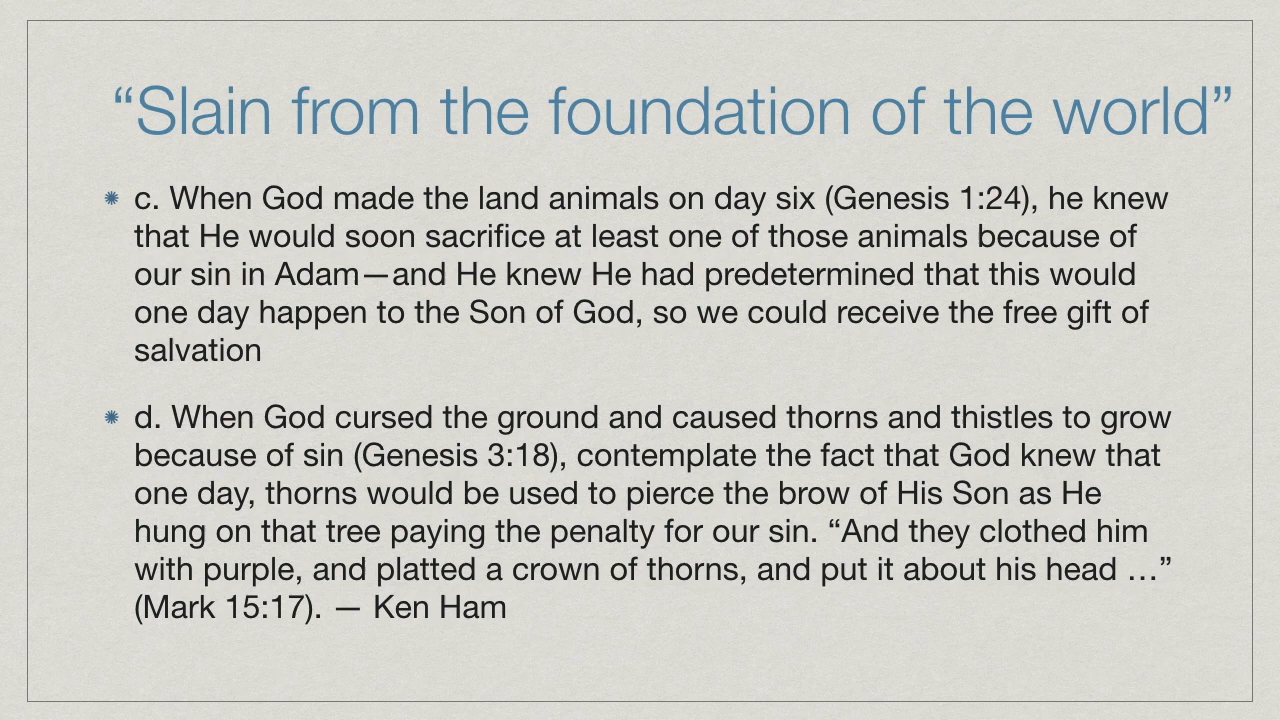 “Slain from the foundation of the world”
c. When God made the land animals on day six (Genesis 1:24), he knew
that He would soon sacrifice at least one of those animals because of
our sin in Adam—and He knew He had predetermined that this would
one day happen to the Son of God, so we could receive the free gift of
salvation
d. When God cursed the ground and caused thorns and thistles to grow
because of sin (Genesis 3:18), contemplate the fact that God knew that
one day, thorns would be used to pierce the brow of His Son as He
hung on that tree paying the penalty for our sin. “And they clothed him
with purple, and platted a crown of thorns, and put it about his head …”
(Mark 15:17). — Ken Ham